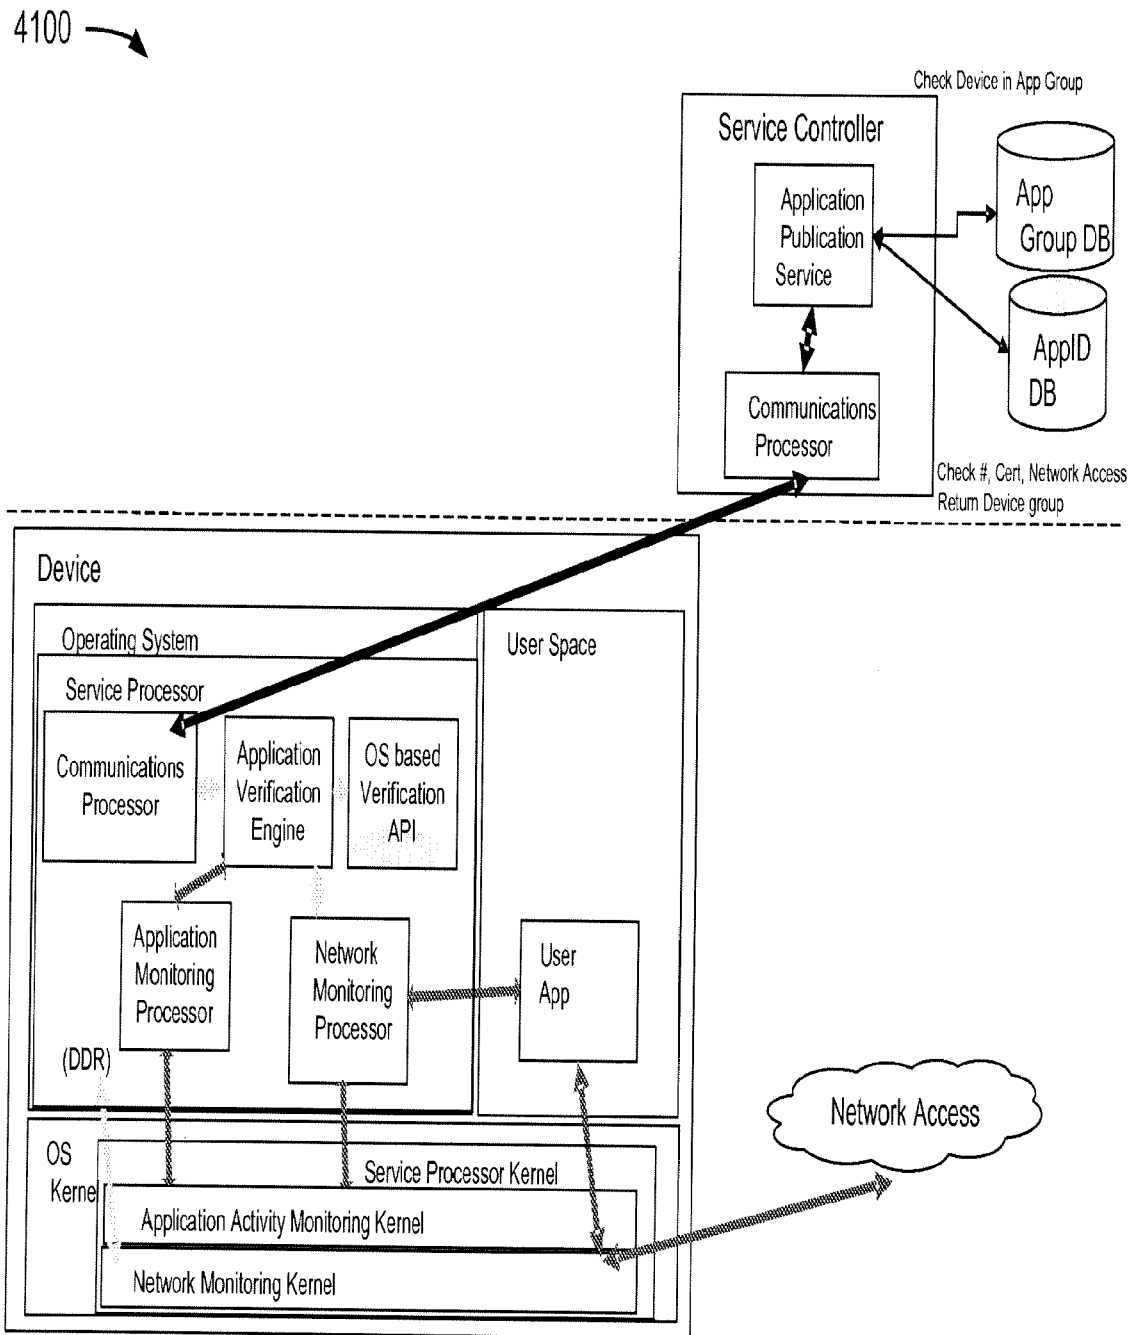 4100
Check Device in App Group
Service Controller
Application
Publication
Service
App
Group DB
AppID
DB
Communications
Processor
Check #, Cert, Network Access
Return Device group
Device
Operating System
User Space
Service Processor
Communications
Processor
Application
Verification
Engine
OS based
Verification
API
Application
Monitoring
Processor
Network
Monitoring
Processor
User
App
(DDR)
Network Access
OS
Kernel
Service Processor Kernel
Application Activity Monitoring Kernel
Network Monitoring Kernel